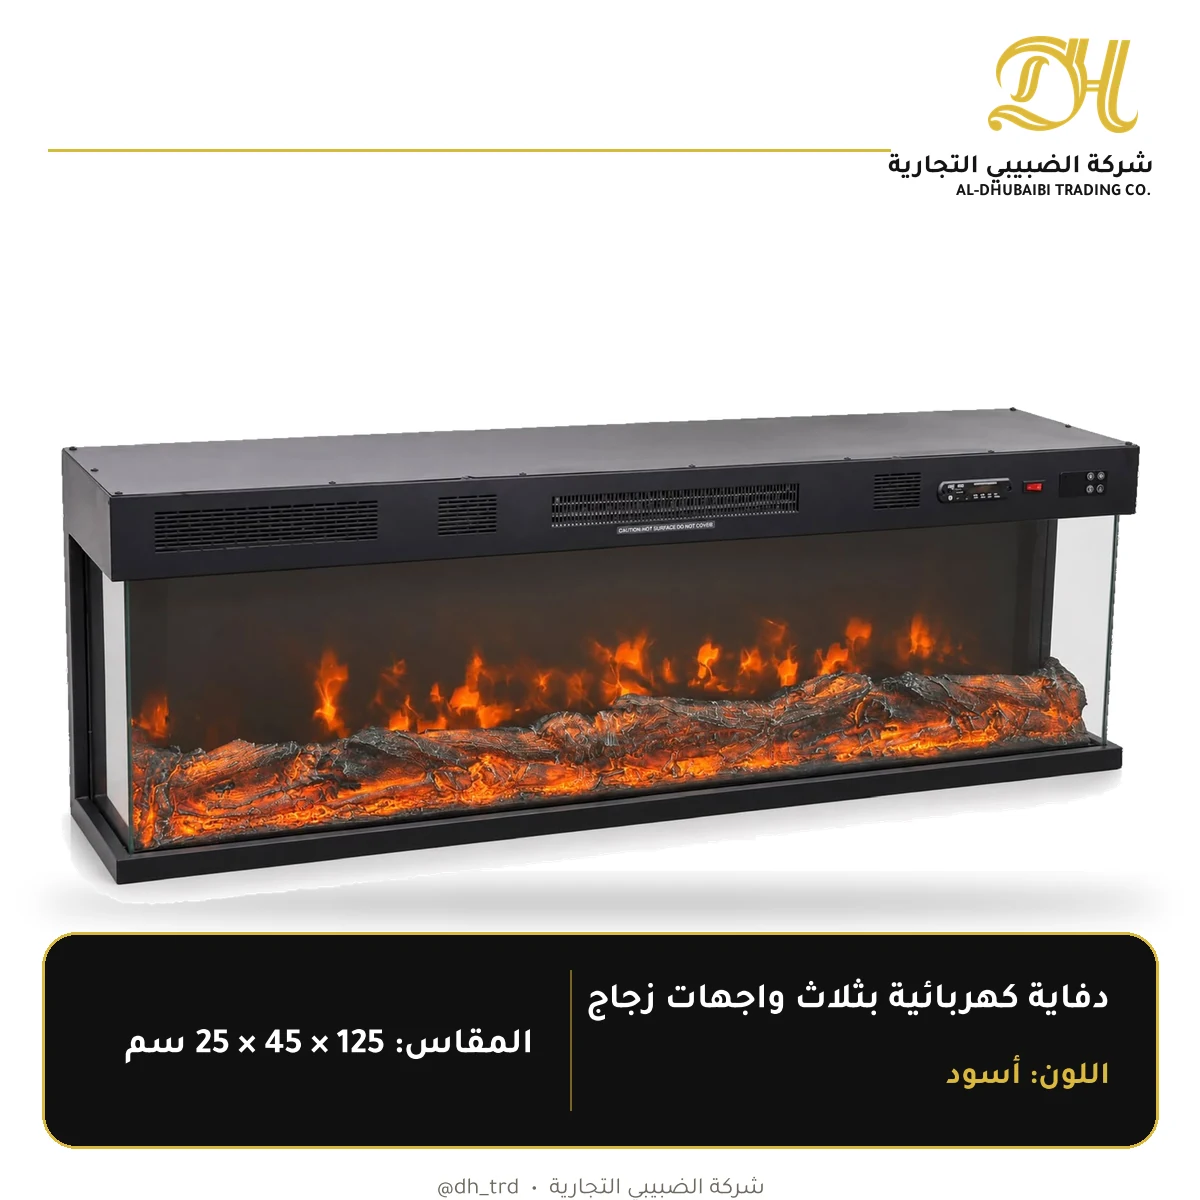 DH
شركة الضبيبي التجارية
AL-DHUBAIBI TRADING CO.
CAUTION:HOT SURFACE DO NOT COVER
دفاية كهربائية بثلاث واجهات زجاج
اللون: أسود
المقاس: 125 × 45 × 25 سم
شركة الضبيبي التجارية • @dh_trd